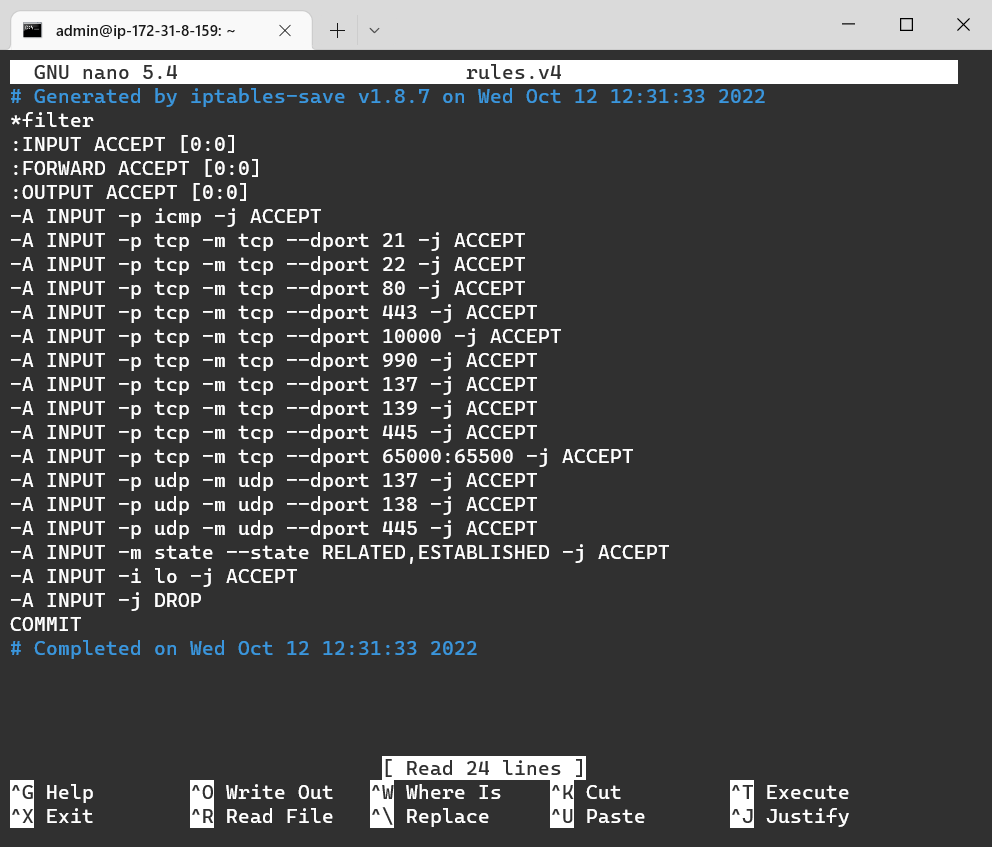 admin@ip-172-31-8-159: ~
GNU nano 5.4 rules.v4
# Generated by iptables-save v1.8.7 on Wed Oct 12 12:31:33 2022
*filter
:INPUT ACCEPT [0:0]
:FORWARD ACCEPT [0:0]
:OUTPUT ACCEPT [0:0]
-A INPUT -p icmp -j ACCEPT
-A INPUT -p tcp -m tcp --dport 21 -j ACCEPT
-A INPUT -p tcp -m tcp --dport 22 -j ACCEPT
-A INPUT -p tcp -m tcp --dport 80 -j ACCEPT
-A INPUT -p tcp -m tcp --dport 443 -j ACCEPT
-A INPUT -p tcp -m tcp --dport 10000 -j ACCEPT
-A INPUT -p tcp -m tcp --dport 990 -j ACCEPT
-A INPUT -p tcp -m tcp --dport 137 -j ACCEPT
-A INPUT -p tcp -m tcp --dport 139 -j ACCEPT
-A INPUT -p tcp -m tcp --dport 445 -j ACCEPT
-A INPUT -p tcp -m tcp --dport 65000:65500 -j ACCEPT
-A INPUT -p udp -m udp --dport 137 -j ACCEPT
-A INPUT -p udp -m udp --dport 138 -j ACCEPT
-A INPUT -p udp -m udp --dport 445 -j ACCEPT
-A INPUT -m state --state RELATED,ESTABLISHED -j ACCEPT
-A INPUT -i lo -j ACCEPT
-A INPUT -j DROP
COMMIT
# Completed on Wed Oct 12 12:31:33 2022
[ Read 24 lines ]
^G Help ^O Write Out ^W Where Is ^K Cut ^T Execute
^X Exit ^R Read File ^\ Replace ^U Paste ^J Justify